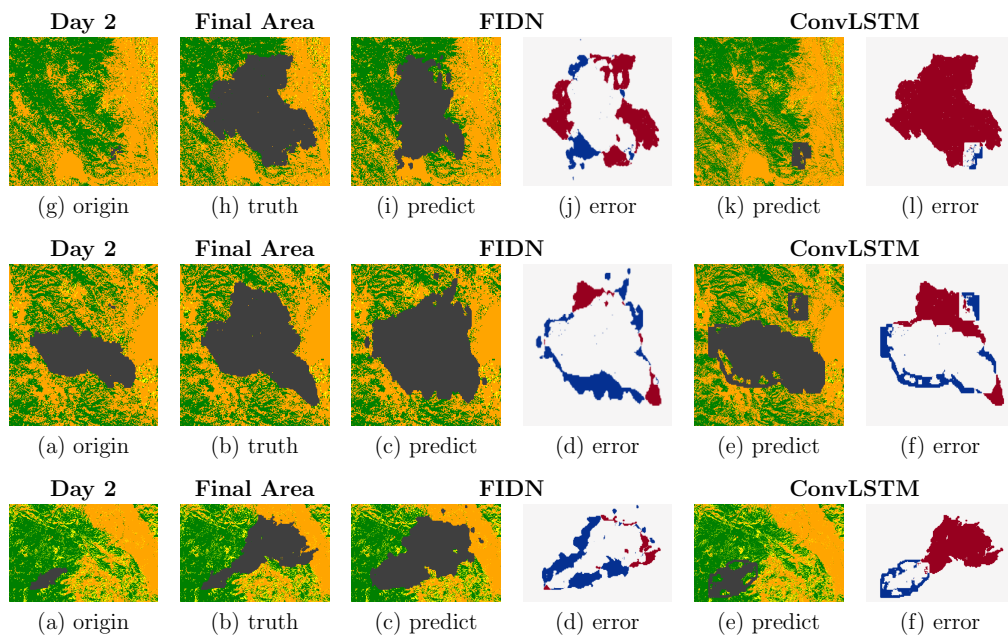 Day 2 Final Area FIDN ConvLSTM
(g) origin (h) truth (i) predict (j) error (k) predict (l) error
Day 2 Final Area FIDN ConvLSTM
(a) origin (b) truth (c) predict (d) error (e) predict (f) error
Day 2 Final Area FIDN ConvLSTM
(a) origin (b) truth (c) predict (d) error (e) predict (f) error